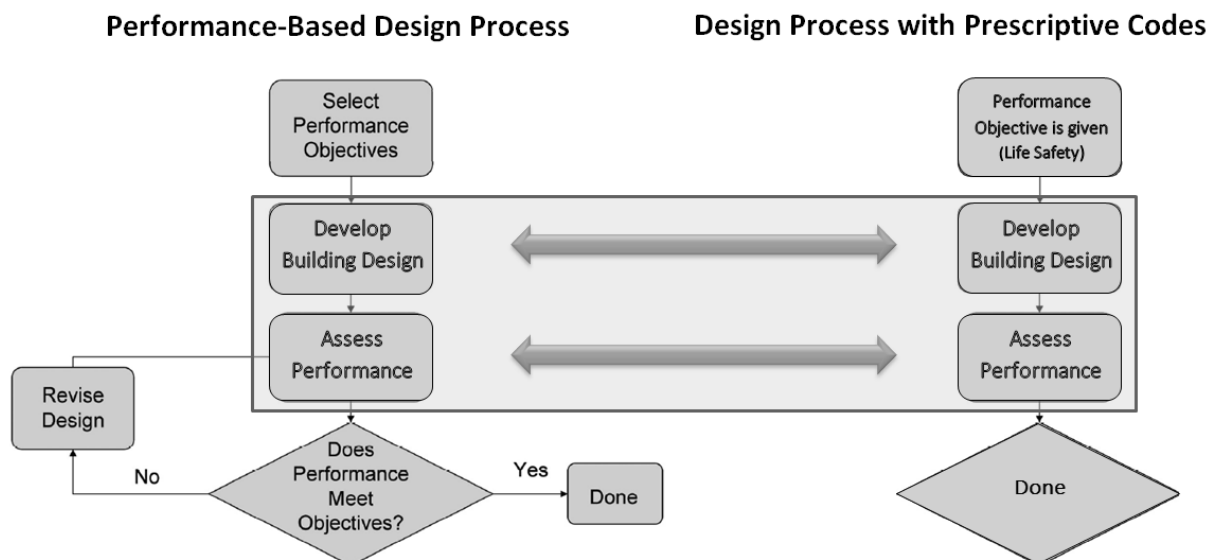 Performance-Based Design Process
Design Process with Prescriptive Codes
Select
Performance
Objectives
Develop
Building Design
Assess
Performance
Revise
Design
Does
Performance
Meet
Objectives?
No
Yes
Done
Performance
Objective is given
(Life Safety)
Develop
Building Design
Assess
Performance
Done